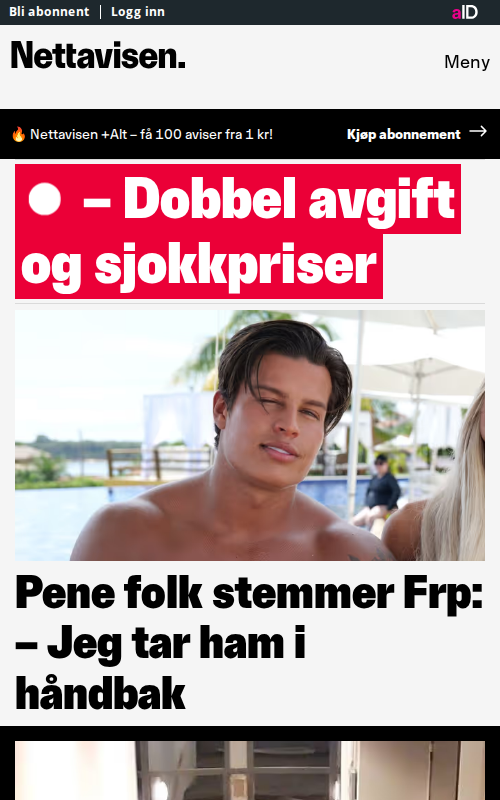 Bli abonnent | Logg inn
aID
Nettavisen.
Meny
🔥 Nettavisen +Alt – få 100 aviser fra 1 kr!
Kjøp abonnement →
– Dobbel avgift
og sjokkpriser
Pene folk stemmer Frp:
– Jeg tar ham i
håndbak